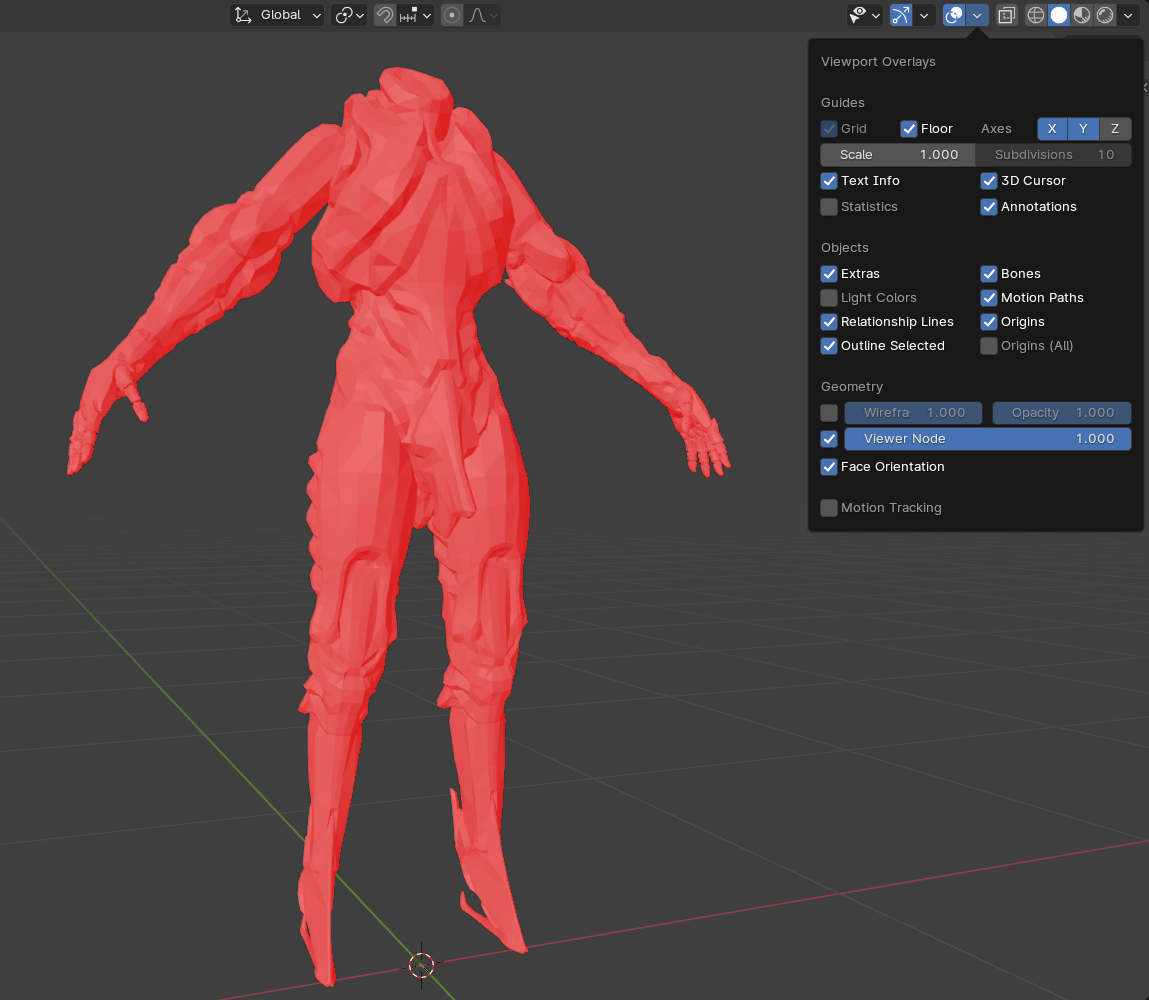 Global
Viewport Overlays
Guides
Grid Floor Axes X Y Z
Scale 1.000 Subdivisions 10
Text Info 3D Cursor
Statistics Annotations
Objects
Extras Bones
Light Colors Motion Paths
Relationship Lines Origins
Outline Selected Origins (All)
Geometry
Wirefra 1.000 Opacity 1.000
Viewer Node 1.000
Face Orientation
Motion Tracking